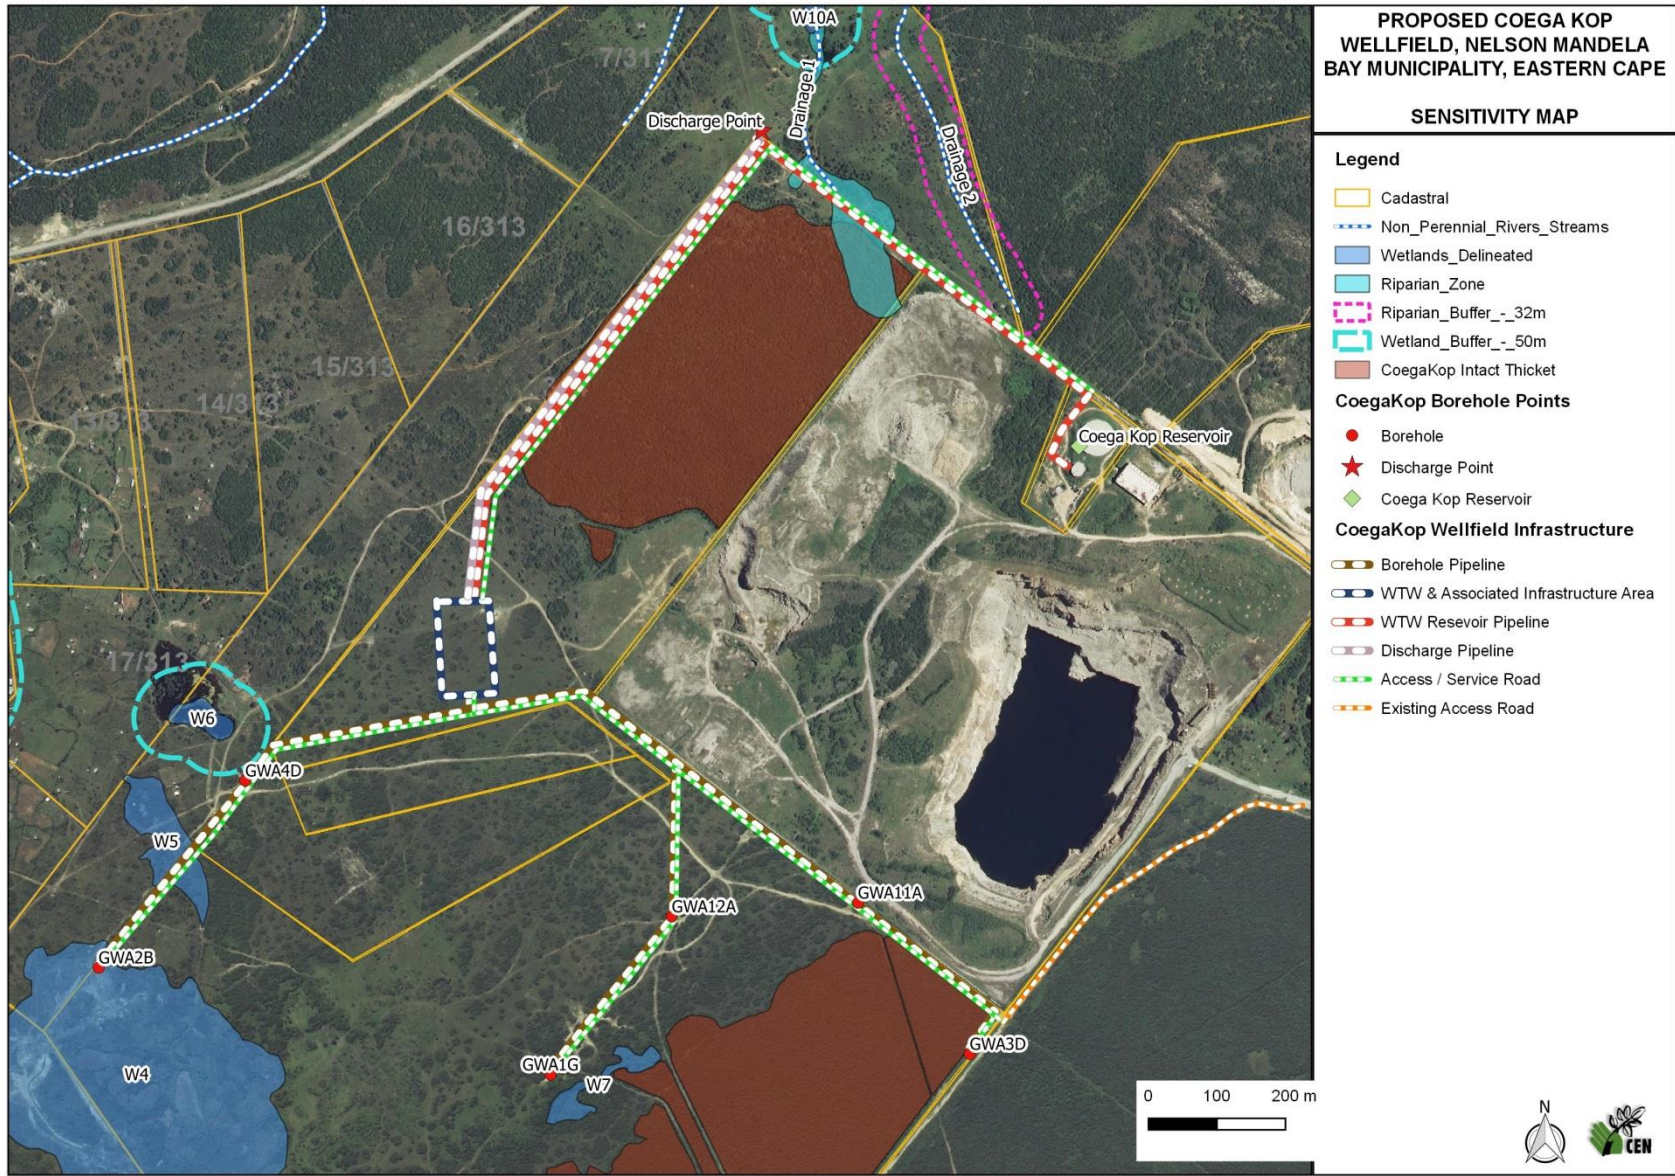 PROPOSED COEGA KOP
WELLFIELD, NELSON MANDELA
BAY MUNICIPALITY, EASTERN CAPE
SENSITIVITY MAP
Legend
Cadastral
Non_Perennial_Rivers_Streams
Wetlands_Delineated
Riparian_Zone
Riparian_Buffer_-_32m
Wetland_Buffer_-_50m
CoegaKop Intact Thicket
CoegaKop Borehole Points
Borehole
Discharge Point
Coega Kop Reservoir
CoegaKop Wellfield Infrastructure
Borehole Pipeline
WTW & Associated Infrastructure Area
WTW Resevoir Pipeline
Discharge Pipeline
Access / Service Road
Existing Access Road
N
CEN
W10A
7/313
Discharge Point
Drainage 1
Drainage 2
16/313
15/313
14/313
13/313
Coega Kop Reservoir
17/313
W6
GWA4D
W5
GWA12A
GWA11A
GWA2B
GWA3D
GWA1G
W7
W4
0 100 200 m